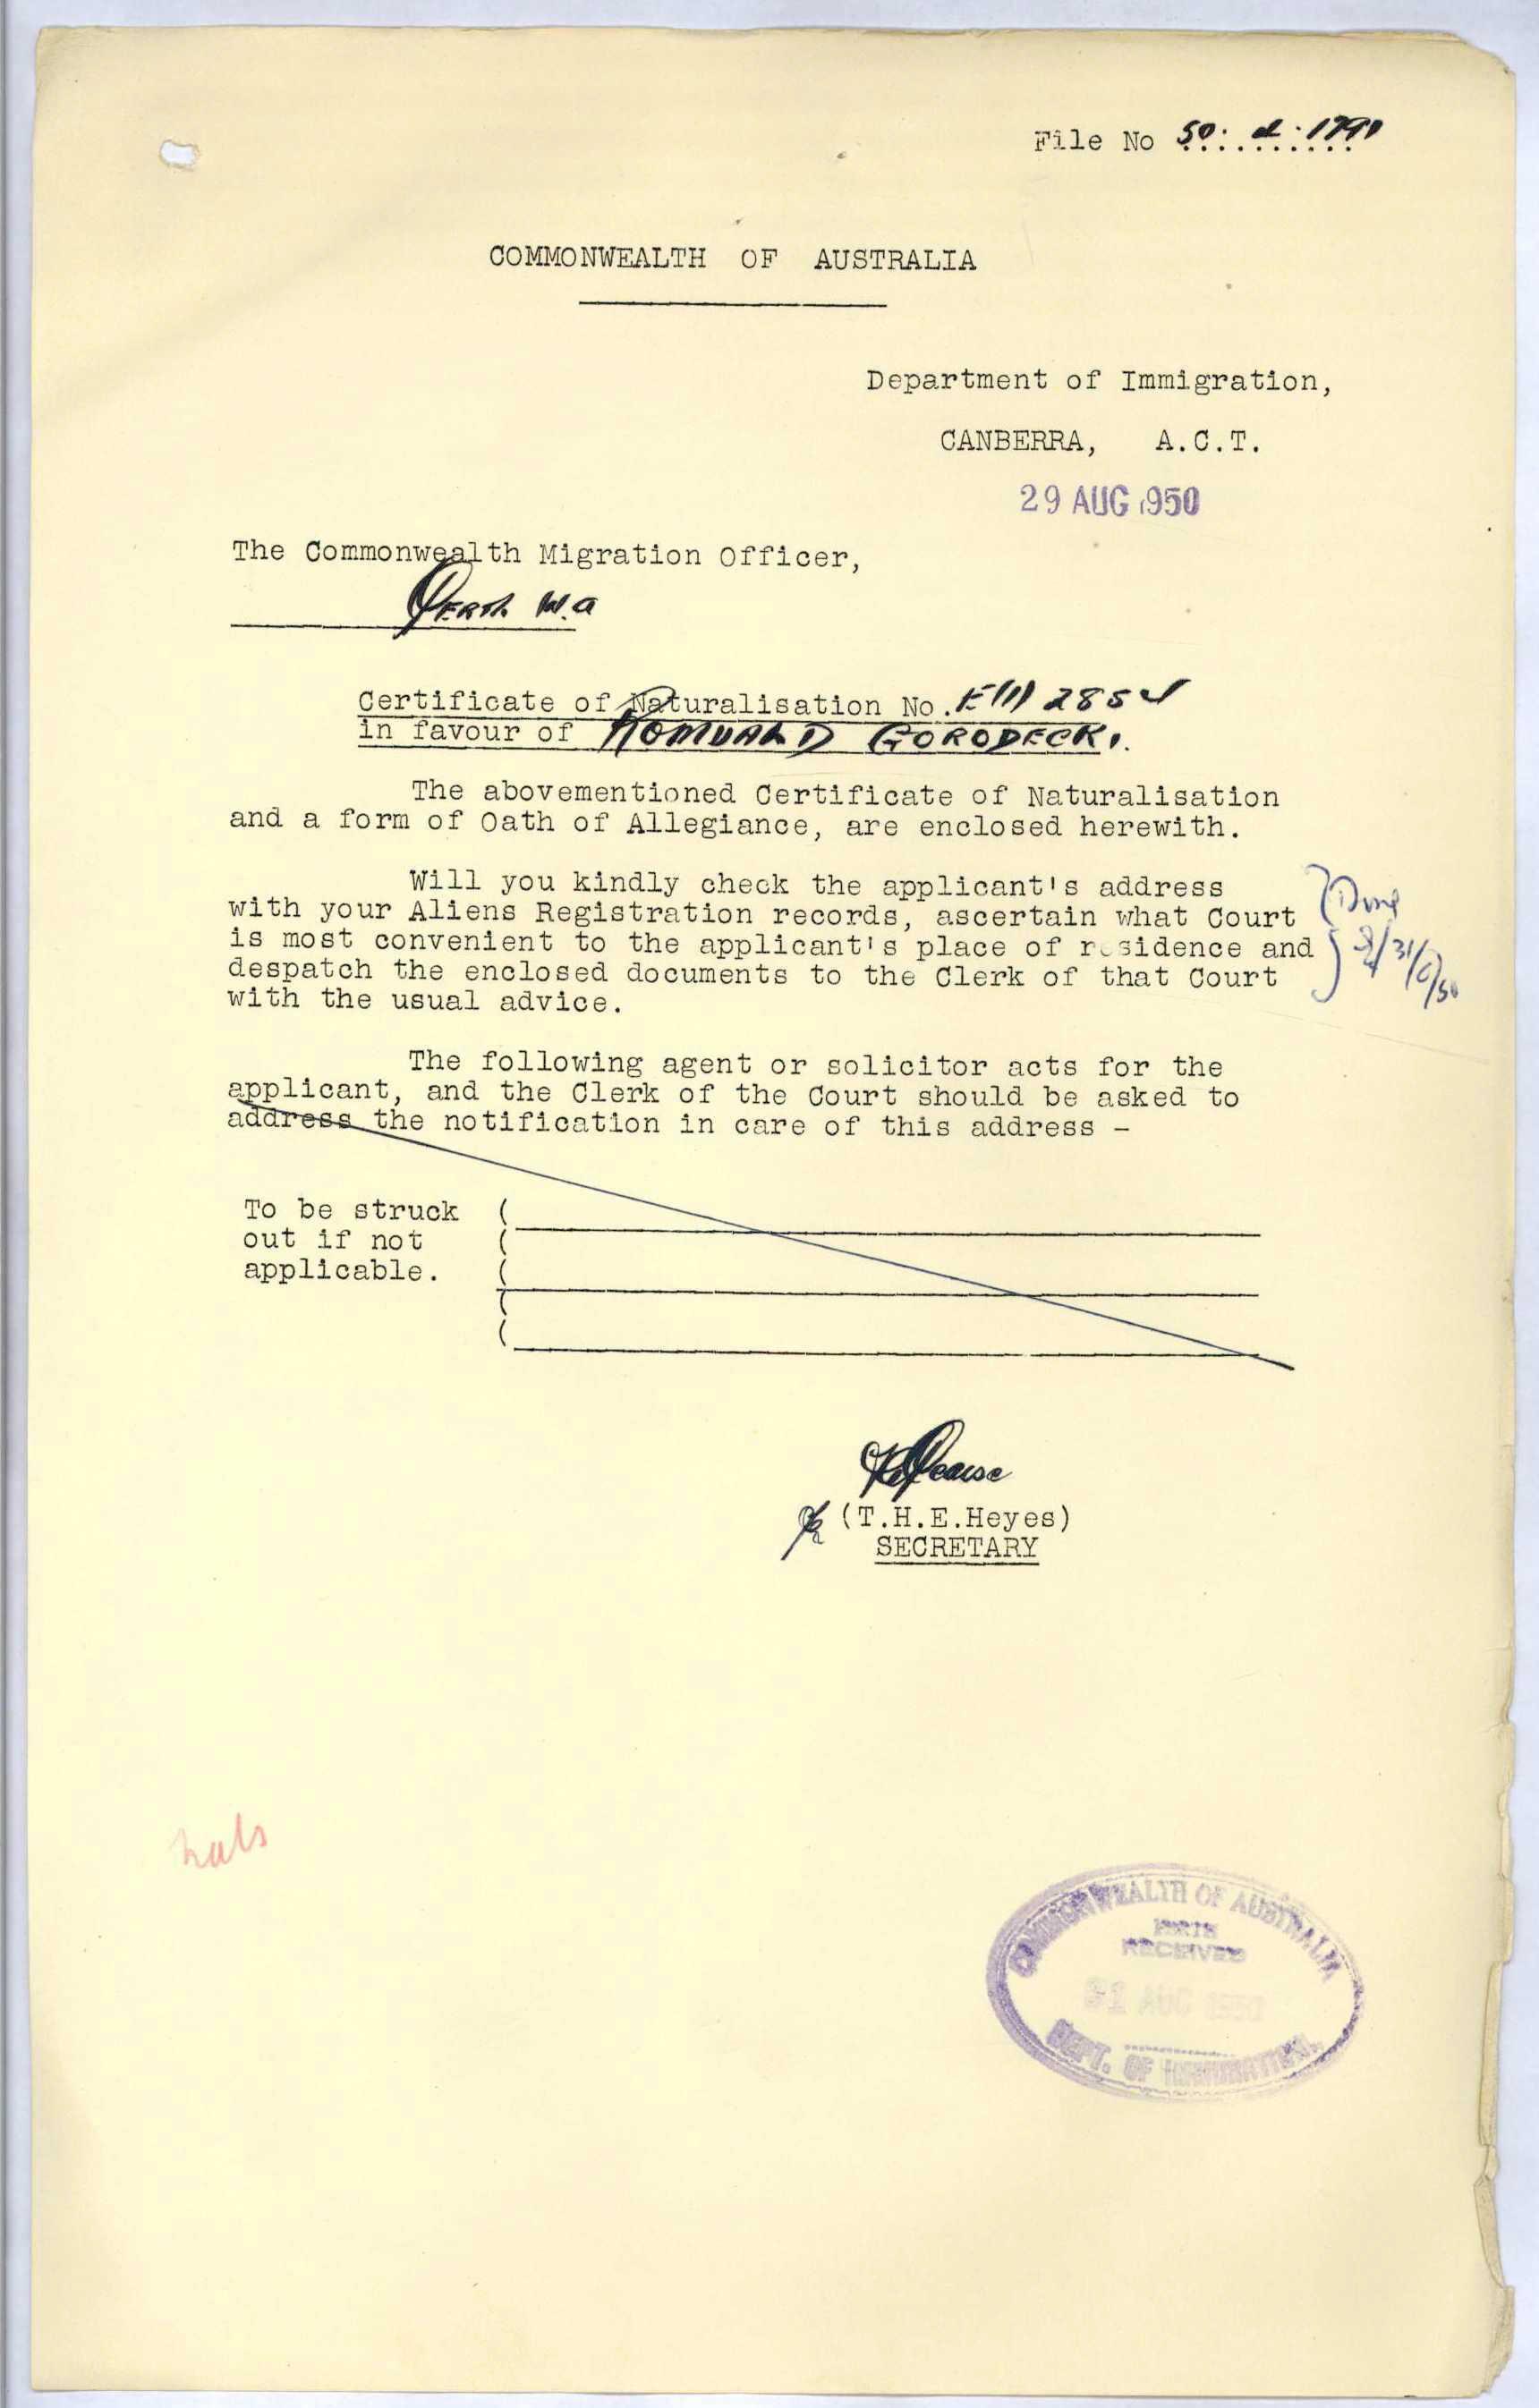 File No 50.
COMMONWEALTH OF AUSTRALIA
Department of Immigration,
CANBERRA, A.C.T.
29 AUG 1950
The Commonwealth Migration Officer,
PERTH W.A
Certificate of Naturalisation No. E(1) 2854
in favour of ROMUALD GORODECKI.
The abovementioned Certificate of Naturalisation
and a form of Oath of Allegiance, are enclosed herewith.
Will you kindly check the applicant's address
with your Aliens Registration records, ascertain what Court
is most convenient to the applicant's place of residence and
despatch the enclosed documents to the Clerk of that Court
with the usual advice.
Done
The following agent or solicitor acts for the
applicant, and the Clerk of the Court should be asked to
address the notification in care of this address -
To be struck (
out if not (
applicable. (
(
(
(T.H.E.Heyes)
SECRETARY
nats
COMMONWEALTH OF AUSTRALIA
PERTH
RECEIVED
31 AUG 1950
DEPT. OF IMMIGRATION.